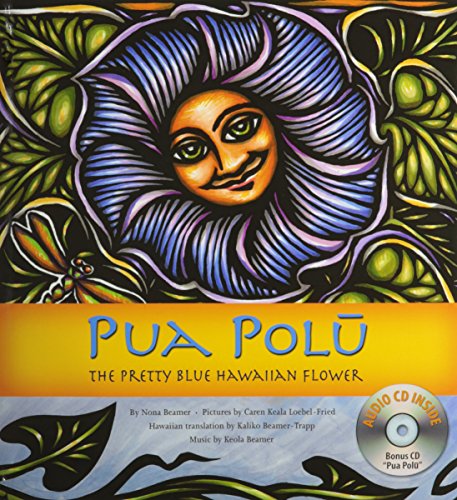 PUA POLŪ
THE PRETTY BLUE HAWAIIAN FLOWER
By Nona Beamer • Pictures by Caren Keala Loebel-Fried
Hawaiian translation by Kaliko Beamer-Trapp
Music by Keola Beamer
AUDIO CD INSIDE
Bonus CD
"Pua Polū"